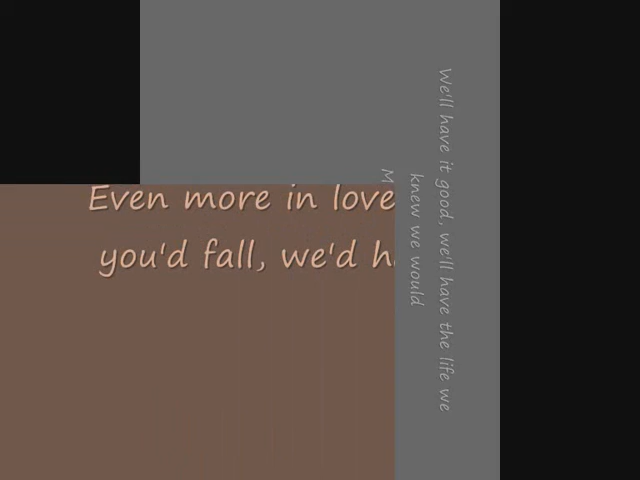 Even more in love
you'd fall, we'd h
We'll have it good, we'll have the life we
knew we would
M